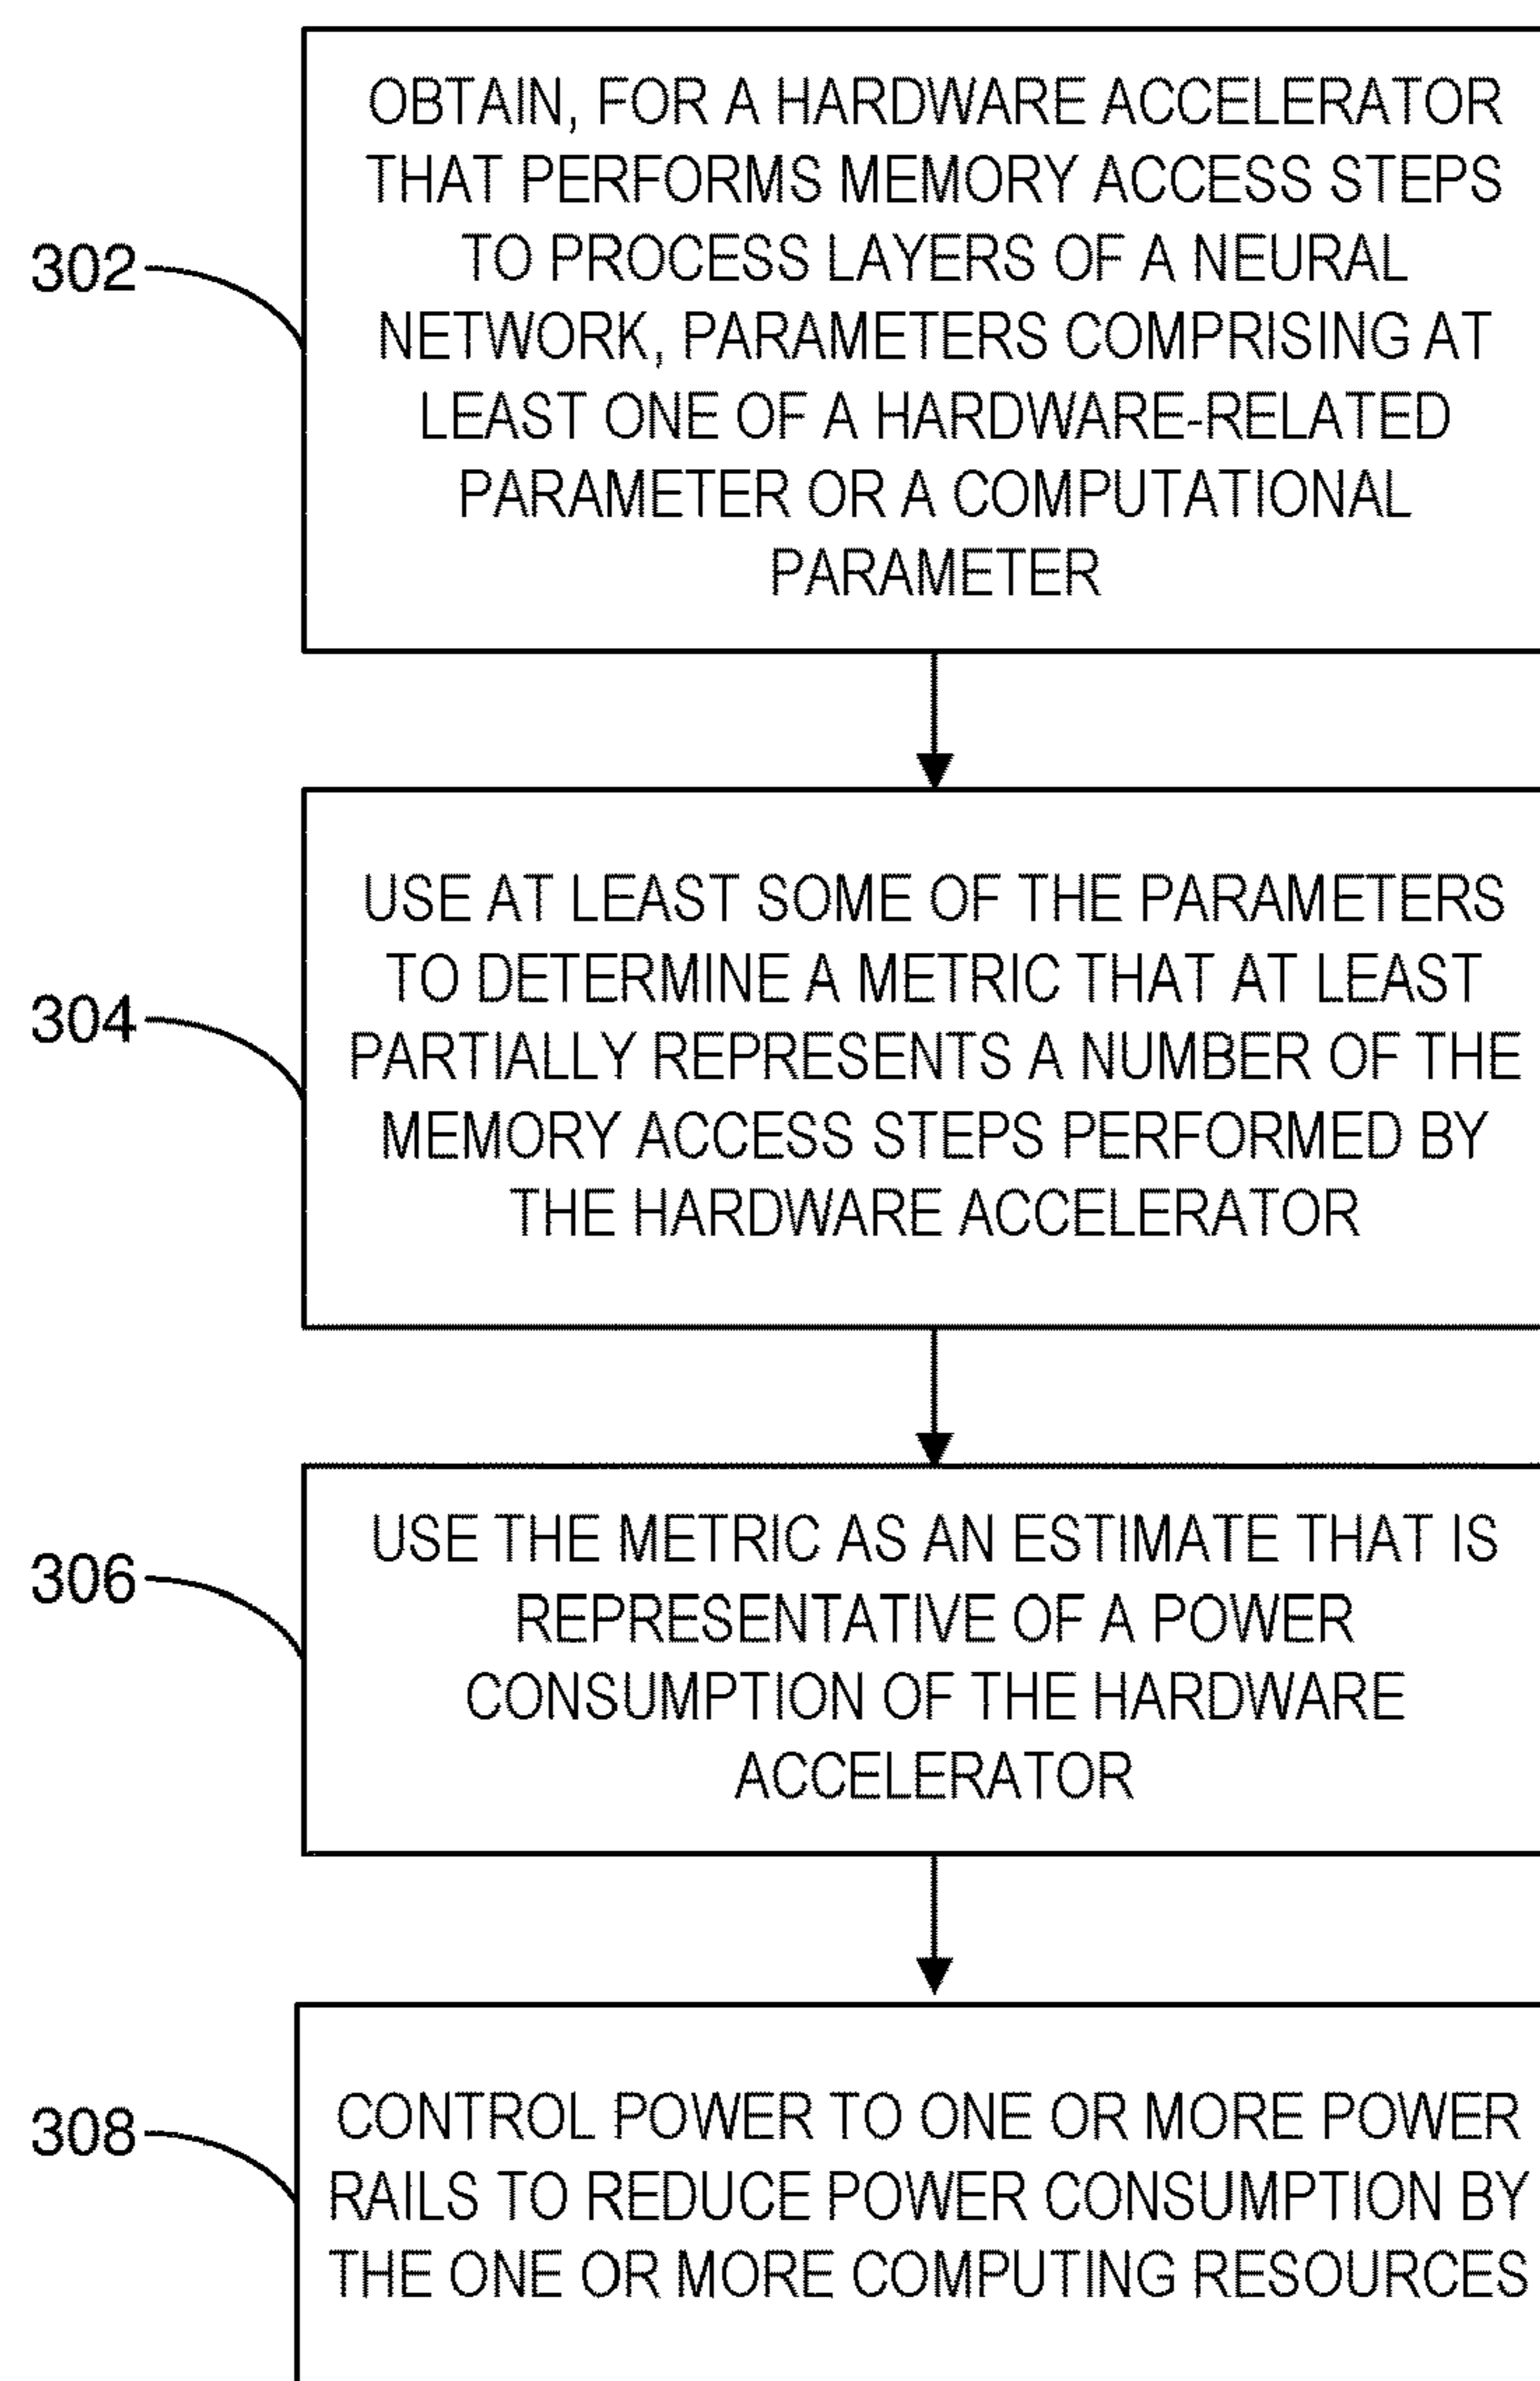 OBTAIN, FOR A HARDWARE ACCELERATOR
THAT PERFORMS MEMORY ACCESS STEPS
TO PROCESS LAYERS OF A NEURAL
NETWORK, PARAMETERS COMPRISING AT
LEAST ONE OF A HARDWARE-RELATED
PARAMETER OR A COMPUTATIONAL
PARAMETER
302
USE AT LEAST SOME OF THE PARAMETERS
TO DETERMINE A METRIC THAT AT LEAST
PARTIALLY REPRESENTS A NUMBER OF THE
MEMORY ACCESS STEPS PERFORMED BY
THE HARDWARE ACCELERATOR
304
USE THE METRIC AS AN ESTIMATE THAT IS
REPRESENTATIVE OF A POWER
CONSUMPTION OF THE HARDWARE
ACCELERATOR
306
CONTROL POWER TO ONE OR MORE POWER
RAILS TO REDUCE POWER CONSUMPTION BY
THE ONE OR MORE COMPUTING RESOURCES
308